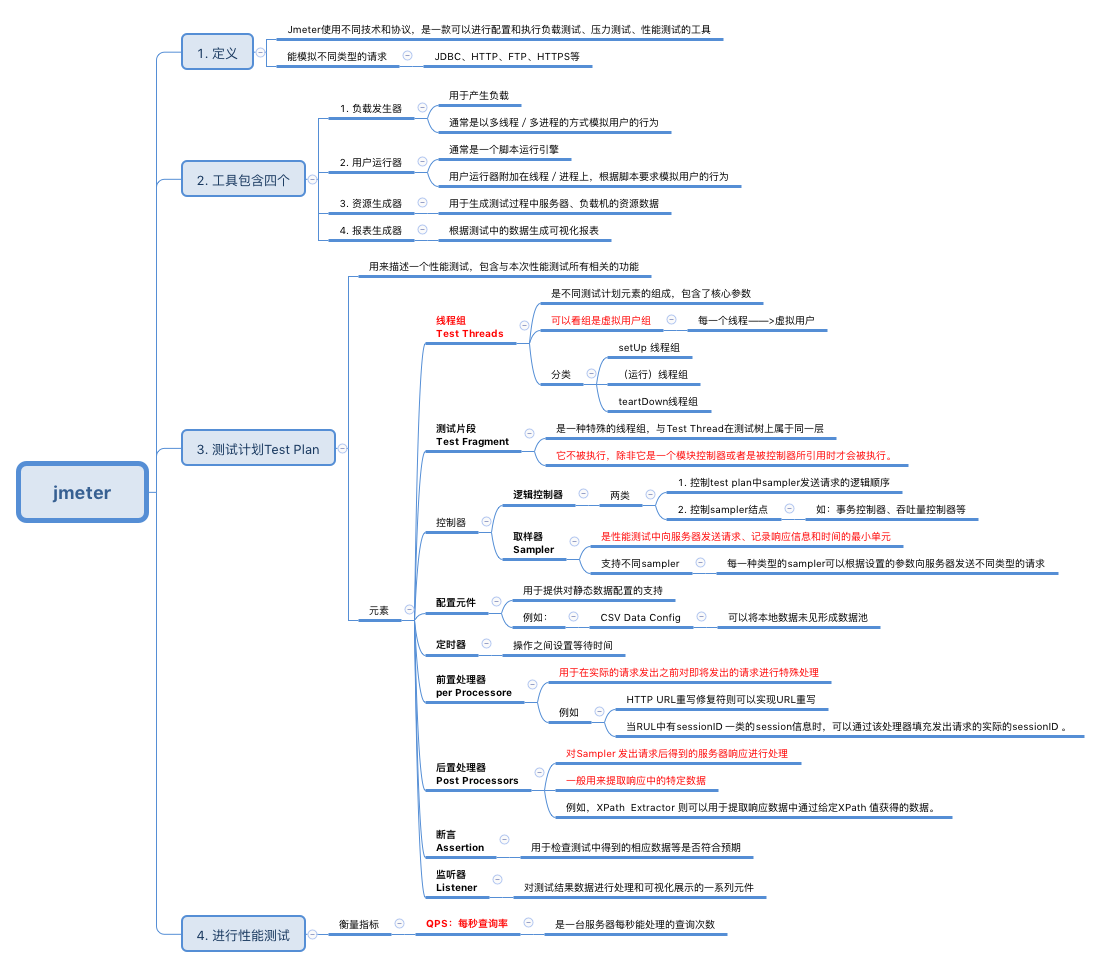 jmeter
1. 定义
Jmeter使用不同技术和协议，是一款可以进行配置和执行负载测试、压力测试、性能测试的工具
能模拟不同类型的请求
JDBC、HTTP、FTP、HTTPS等
2. 工具包含四个
1. 负载发生器
用于产生负载
通常是以多线程 / 多进程的方式模拟用户的行为
2. 用户运行器
通常是一个脚本运行引擎
用户运行器附加在线程 / 进程上，根据脚本要求模拟用户的行为
3. 资源生成器
用于生成测试过程中服务器、负载机的资源数据
4. 报表生成器
根据测试中的数据生成可视化报表
3. 测试计划Test Plan
用来描述一个性能测试，包含与本次性能测试所有相关的功能
元素
线程组
Test Threads
是不同测试计划元素的组成，包含了核心参数
可以看组是虚拟用户组
每一个线程——>虚拟用户
分类
setUp 线程组
（运行）线程组
teartDown线程组
测试片段
Test Fragment
是一种特殊的线程组，与Test Thread在测试树上属于同一层
它不被执行，除非它是一个模块控制器或者是被控制器所引用时才会被执行。
控制器
逻辑控制器
两类
1. 控制test plan中sampler发送请求的逻辑顺序
2. 控制sampler结点
如：事务控制器、吞吐量控制器等
取样器
Sampler
是性能测试中向服务器发送请求、记录响应信息和时间的最小单元
支持不同sampler
每一种类型的sampler可以根据设置的参数向服务器发送不同类型的请求
配置元件
用于提供对静态数据配置的支持
例如：
CSV Data Config
可以将本地数据未见形成数据池
定时器
操作之间设置等待时间
前置处理器
per Processore
用于在实际的请求发出之前对即将发出的请求进行特殊处理
例如
HTTP URL重写修复符则可以实现URL重写
当RUL中有sessionID 一类的session信息时，可以通过该处理器填充发出请求的实际的sessionID 。
后置处理器
Post Processors
对Sampler 发出请求后得到的服务器响应进行处理
一般用来提取响应中的特定数据
例如，XPath Extractor 则可以用于提取响应数据中通过给定XPath 值获得的数据。
断言
Assertion
用于检查测试中得到的相应数据等是否符合预期
监听器
Listener
对测试结果数据进行处理和可视化展示的一系列元件
4. 进行性能测试
衡量指标
QPS：每秒查询率
是一台服务器每秒能处理的查询次数